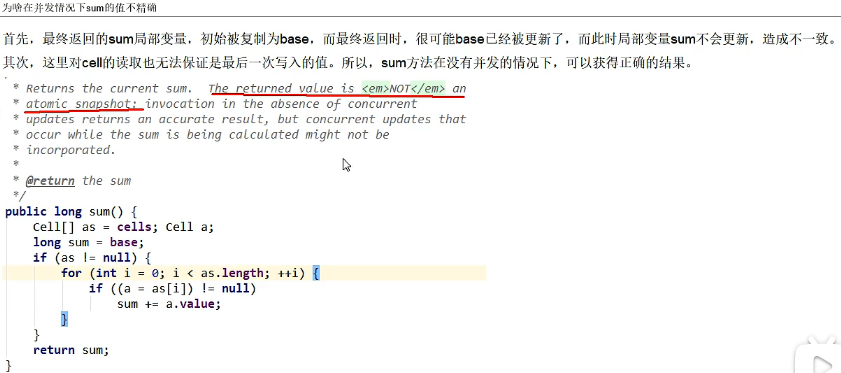 为啥在并发情况下sum的值不精确
首先，最终返回的sum局部变量，初始被复制为base，而最终返回时，很可能base已经被更新了，而此时局部变量sum不会更新，造成不一致。
其次，这里对cell的读取也无法保证是最后一次写入的值。所以，sum方法在没有并发的情况下，可以获得正确的结果。
* Returns the current sum.  The returned value is <em>NOT</em> an
* atomic snapshot; invocation in the absence of concurrent
* updates returns an accurate result, but concurrent updates that
* occur while the sum is being calculated might not be
* incorporated.
*
* @return the sum
*/
public long sum() {
    Cell[] as = cells; Cell a;
    long sum = base;
    if (as != null) {
        for (int i = 0; i < as.length; ++i) {
            if ((a = as[i]) != null)
                sum += a.value;
        }
    }
    return sum;
}